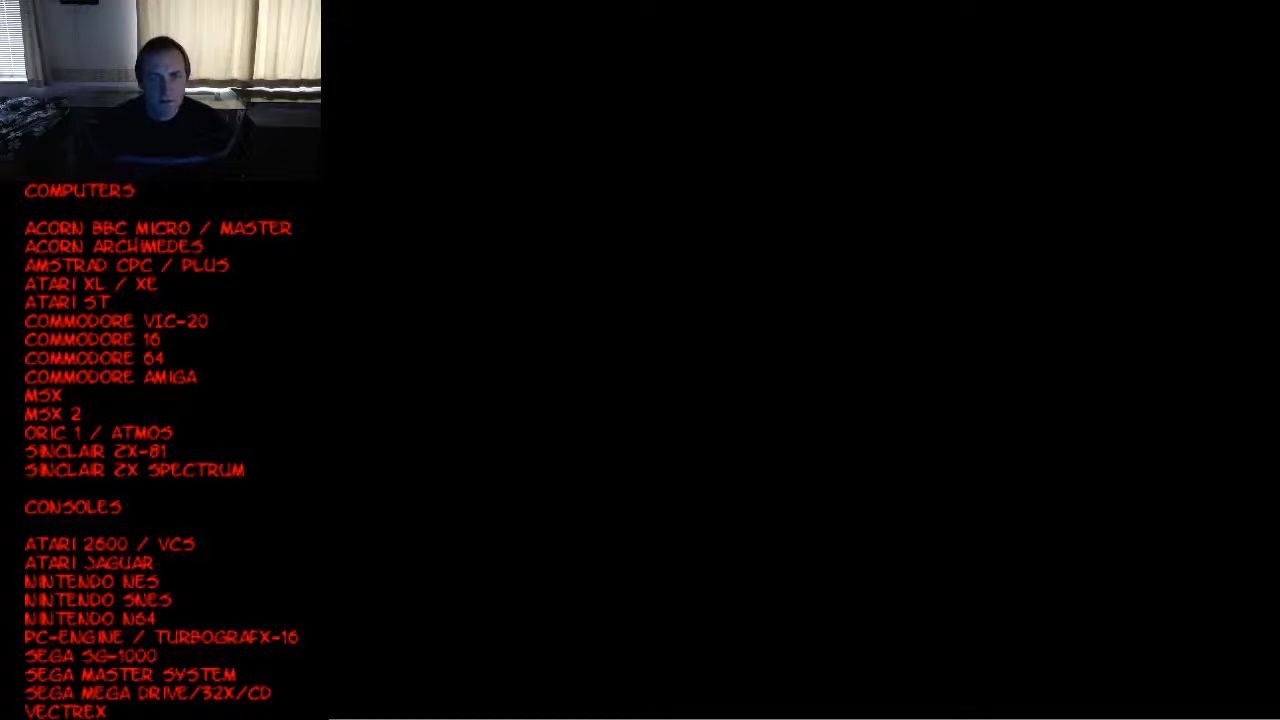 COMPUTERS
ACORN BBC MICRO / MASTER
ACORN ARCHIMEDES
AMSTRAD CPC / PLUS
ATARI XL / XE
ATARI ST
COMMODORE VIC-20
COMMODORE 16
COMMODORE 64
COMMODORE AMIGA
MSX
MSX 2
ORIC 1 / ATMOS
SINCLAIR ZX-81
SINCLAIR ZX SPECTRUM
CONSOLES
ATARI 2600 / VCS
ATARI JAGUAR
NINTENDO NES
NINTENDO SNES
NINTENDO N64
PC-ENGINE / TURBOGRAFX-16
SEGA SG-1000
SEGA MASTER SYSTEM
SEGA MEGA DRIVE/32X/CD
VECTREX